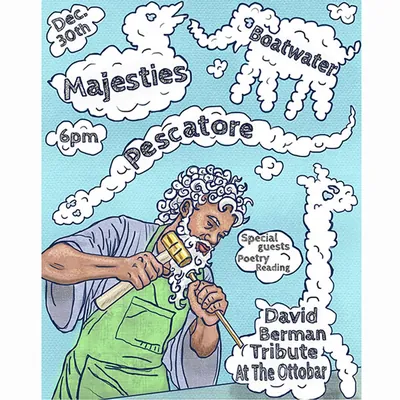 Dec.
30th
Majesties
Boatwater
6pm
Pescatore
Special
guests
Poetry
Reading
David
Berman
Tribute
At The Ottobar